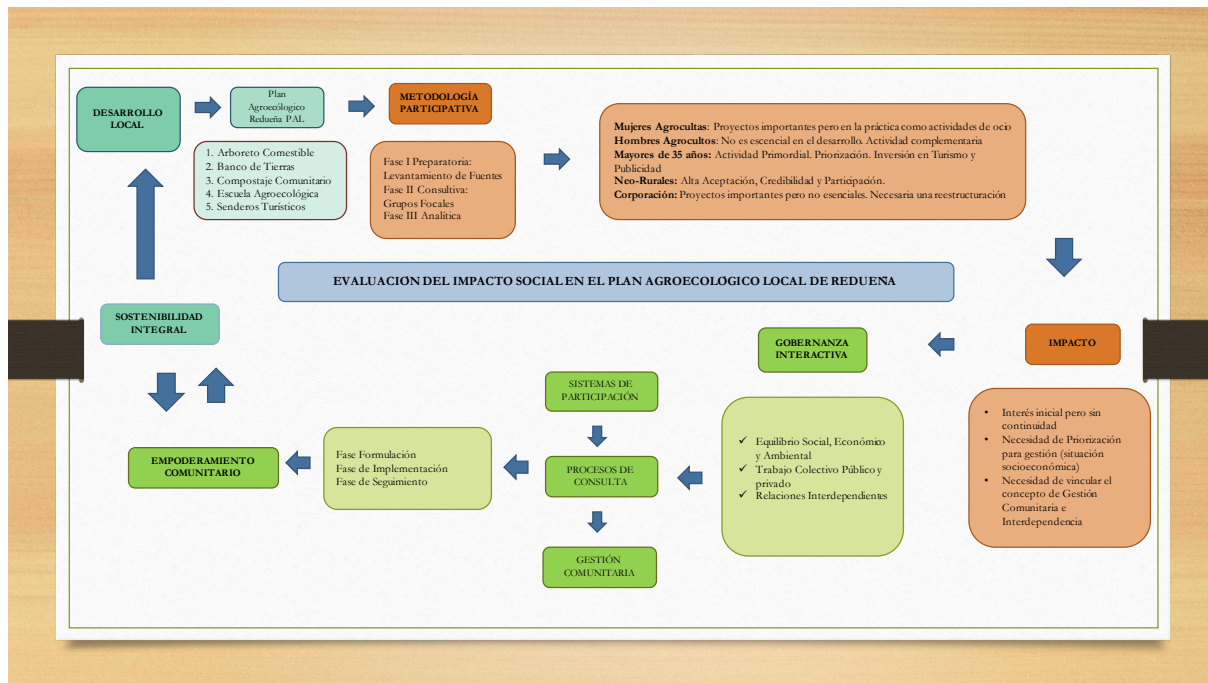 DESARROLLO
LOCAL
Plan
Agroecólógico
Redueña PAL
METODOLOGÍA
PARTICIPATIVA
1. Arboreto Comestible
2. Banco de Tierras
3. Compostaje Comunitario
4. Escuela Agroecológica
5. Senderos Turísticos
Fase I Preparatoria:
Levantamiento de Fuentes
Fase II Consultiva:
Grupos Focales
Fase III Analítica
Mujeres Agrocultas: Proyectos importantes pero en la práctica como actividades de ocio
Hombres Agrocultos: No es escencial en el desarrollo. Actividad complementaria
Mayores de 35 años: Actividad Primordial. Priorización. Inversión en Turismo y
Publicidad
Neo-Rurales: Alta Aceptación, Credibilidad y Participación.
Corporación: Proyectos importantes pero no esenciales. Necesaria una reestructuración
EVALUACIÓN DEL IMPACTO SOCIAL EN EL PLAN AGROECOLÓGICO LOCAL DE REDUEÑA
SOSTENIBILIDAD
INTEGRAL
GOBERNANZA
INTERACTIVA
IMPACTO
SISTEMAS DE
PARTICIPACIÓN
• Interés inicial pero sin
continuidad
• Necesidad de Priorización
para gestión (situación
socioeconómica)
• Necesidad de vincular el
concepto de Gestión
Comunitaria e
Interdependencia
✓ Equilibrio Social, Económico
y Ambiental
✓ Trabajo Colectivo Público y
privado
✓ Relaciones Interdependientes
PROCESOS DE
CONSULTA
Fase Formulación
Fase de Implementación
Fase de Seguimiento
EMPODERAMIENTO
COMUNITARIO
GESTIÓN
COMUNITARIA